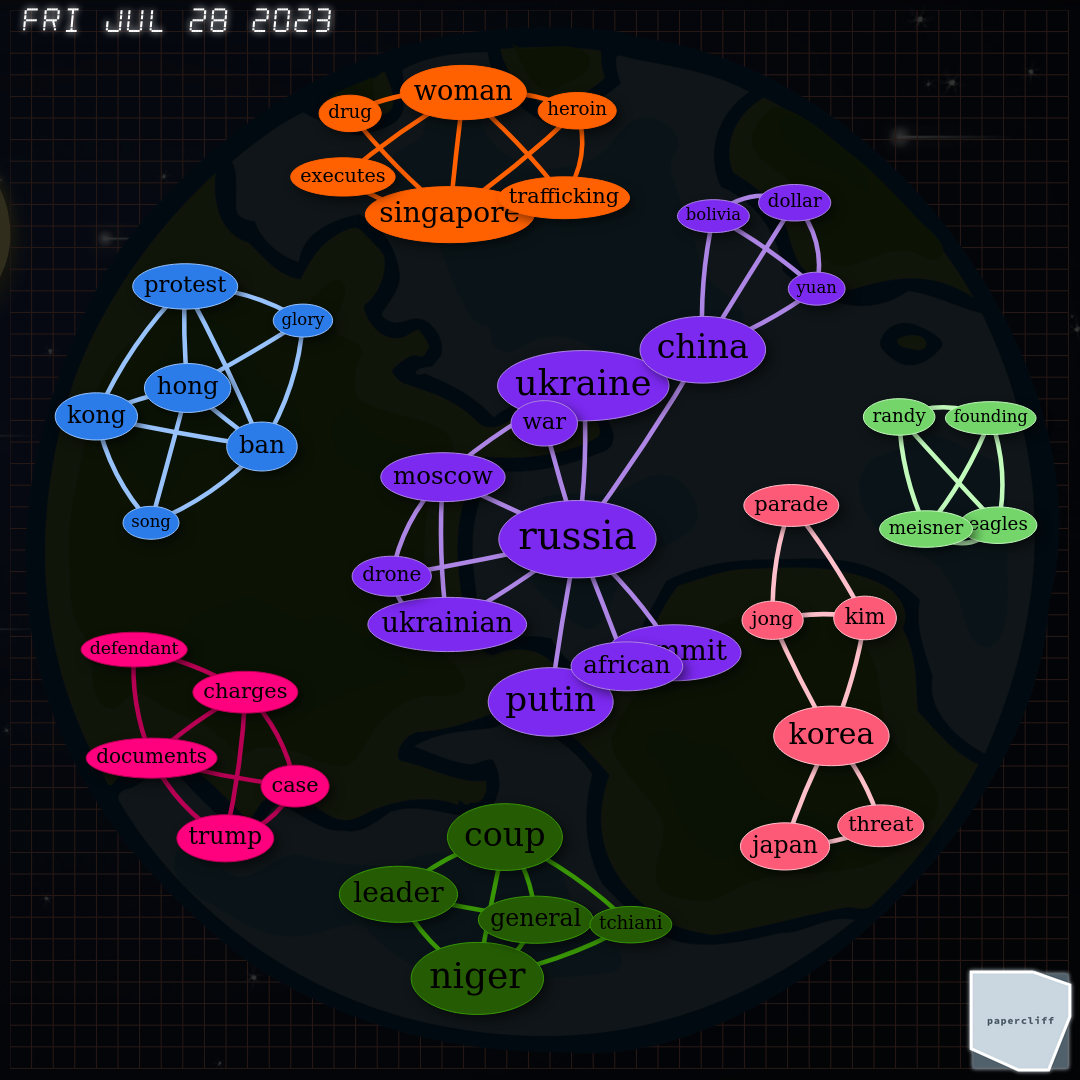 FRI JUL 28 2023
woman
drug
heroin
executes
trafficking
singapore
bolivia
dollar
yuan
china
protest
glory
hong
kong
ban
song
ukraine
war
moscow
russia
drone
ukrainian
african
mmit
putin
randy
founding
meisner
eagles
parade
jong
kim
korea
japan
threat
defendant
charges
documents
case
trump
coup
leader
general
tchiani
niger
papercliff